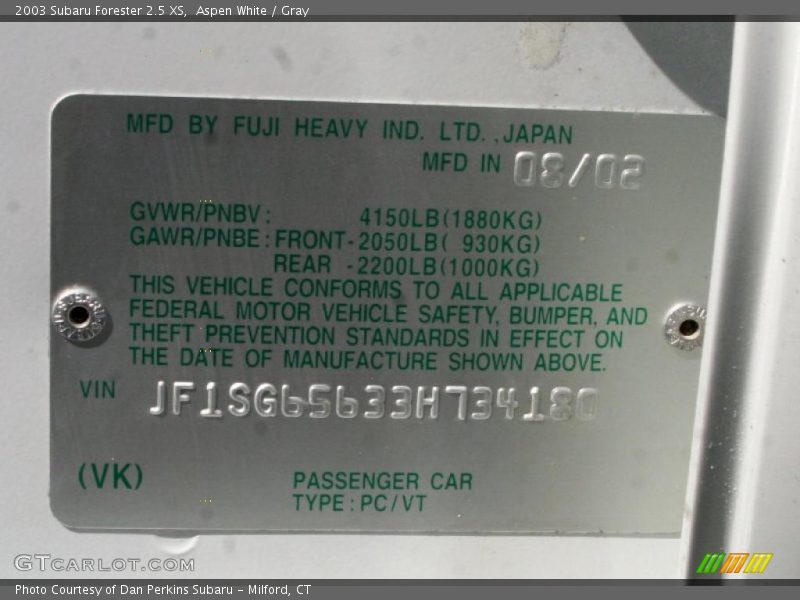 2003 Subaru Forester 2.5 XS, Aspen White / Gray
MFD BY FUJI HEAVY IND. LTD., JAPAN
MFD IN 08/02
GVWR/PNBV: 4150LB(1880KG)
GAWR/PNBE: FRONT-2050LB( 930KG)
REAR -2200LB(1000KG)
THIS VEHICLE CONFORMS TO ALL APPLICABLE
FEDERAL MOTOR VEHICLE SAFETY, BUMPER, AND
THEFT PREVENTION STANDARDS IN EFFECT ON
THE DATE OF MANUFACTURE SHOWN ABOVE.
VIN JF1SG65633H734180
(VK) PASSENGER CAR
TYPE: PC/VT
GTCARLOT.COM
Photo Courtesy of Dan Perkins Subaru - Milford, CT